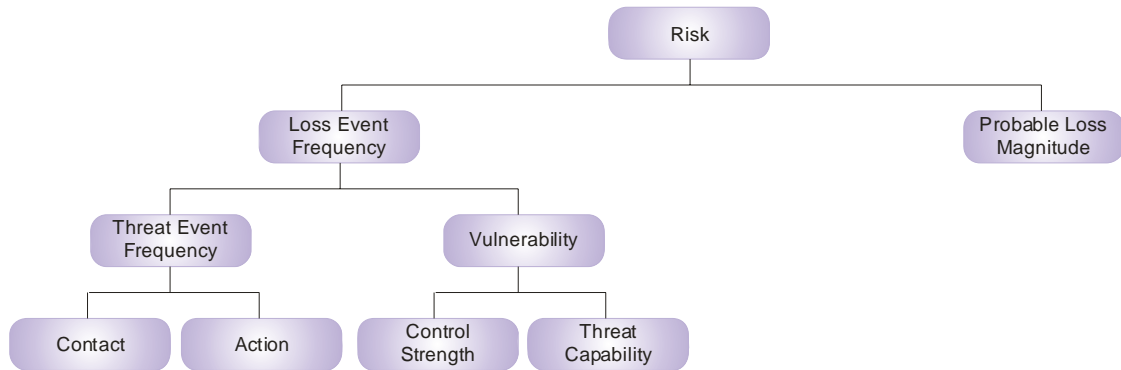 Risk
Loss Event
Frequency
Probable Loss
Magnitude
Threat Event
Frequency
Vulnerability
Contact
Action
Control
Strength
Threat
Capability